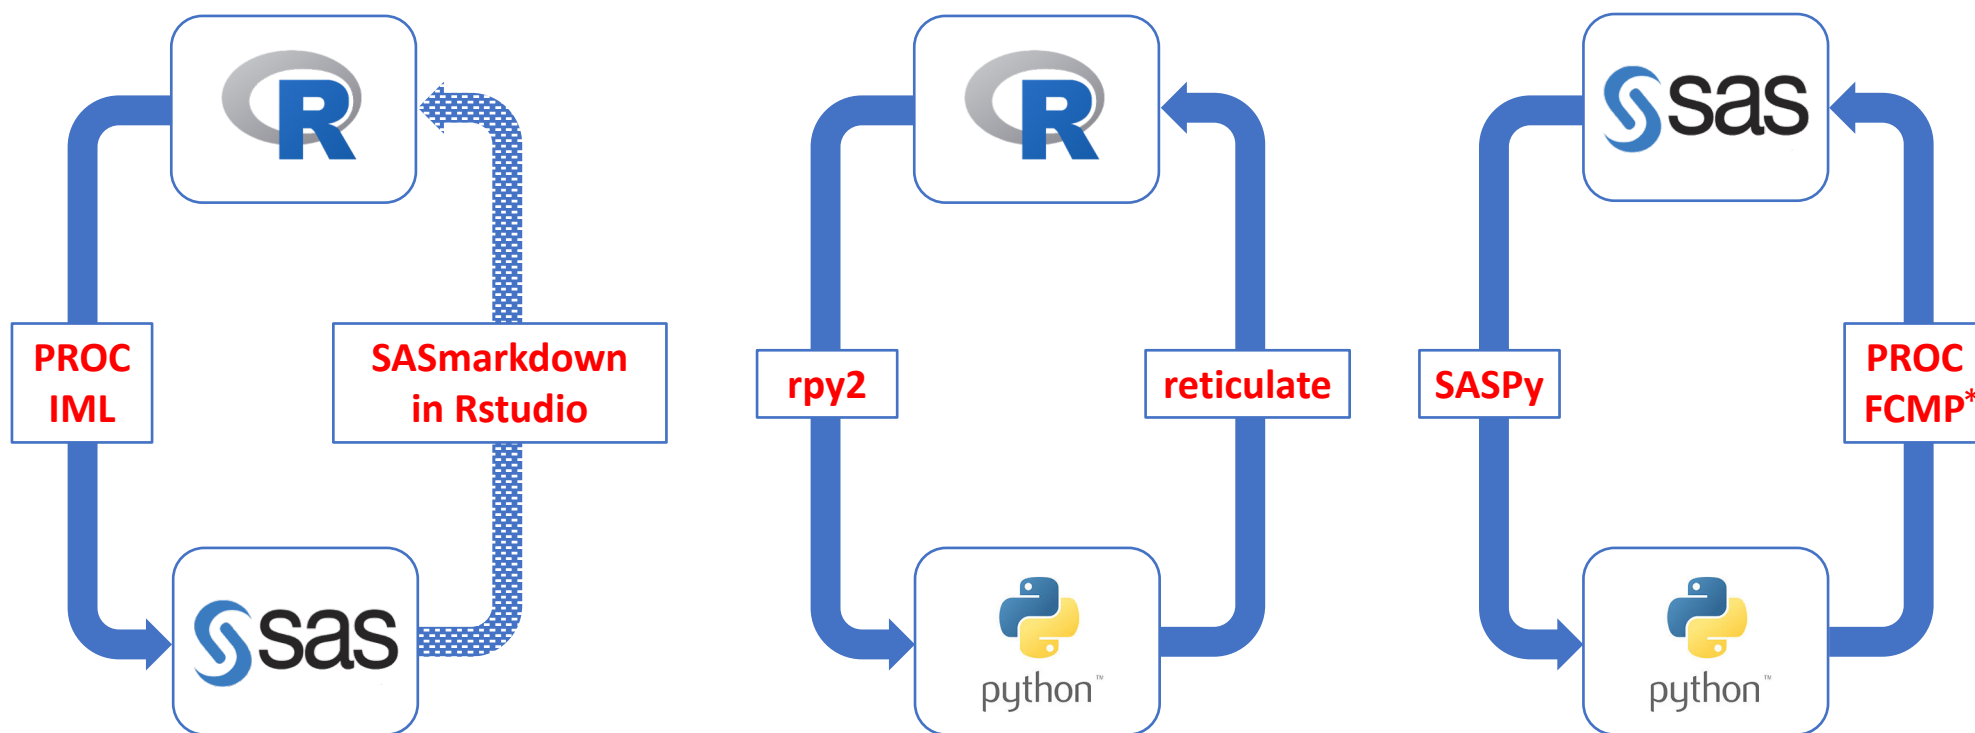 R
R
sas
PROC
IML
SASmarkdown
in Rstudio
rpy2
reticulate
SASPy
PROC
FCMP*
sas
python™
python™